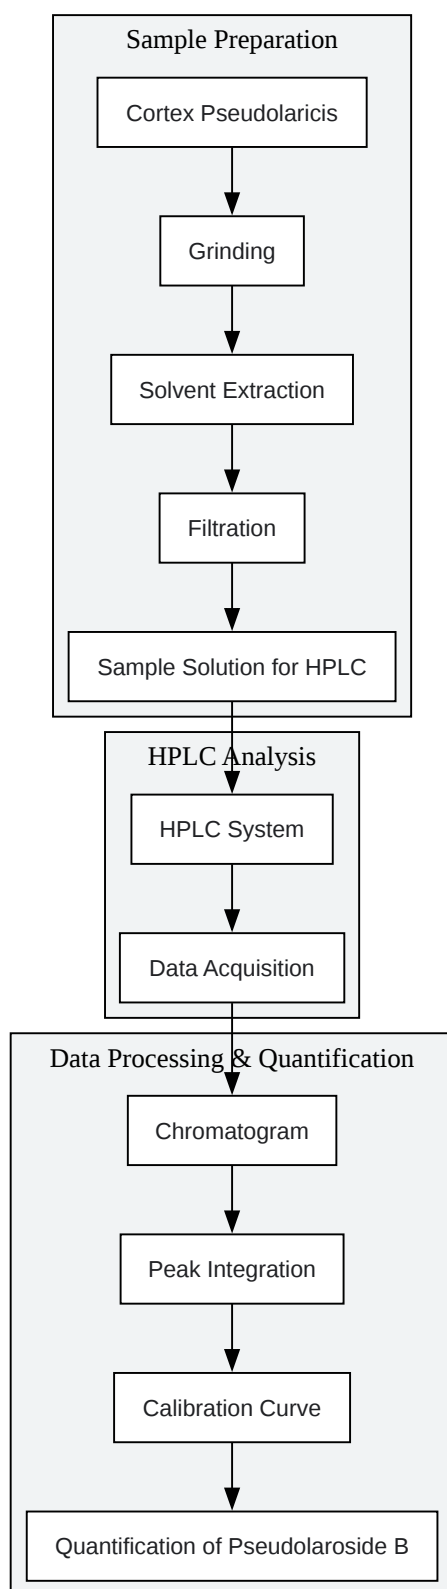 Sample Preparation
Cortex Pseudolaricis
Grinding
Solvent Extraction
Filtration
Sample Solution for HPLC
HPLC Analysis
HPLC System
Data Acquisition
Data Processing & Quantification
Chromatogram
Peak Integration
Calibration Curve
Quantification of Pseudolaroside B